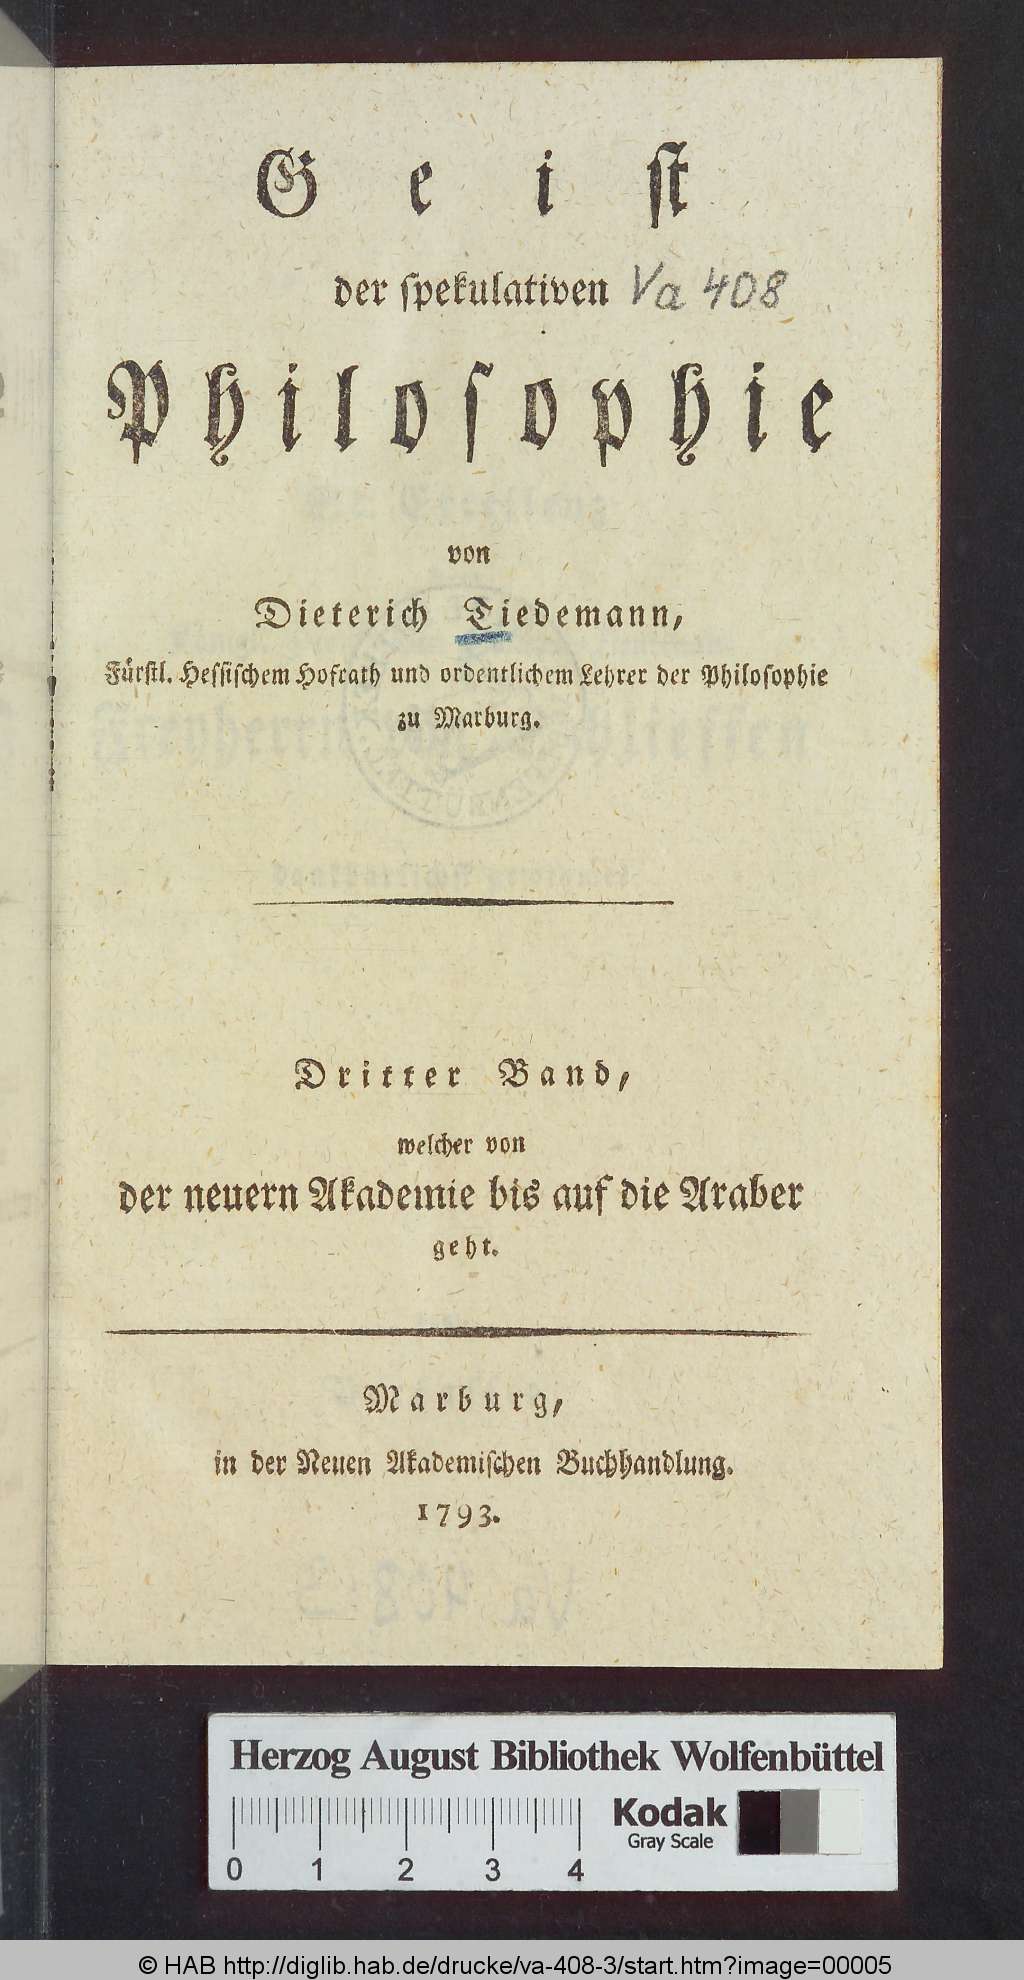 Geiſt
der ſpekulativen Va 408
Philoſophie
von
Dieterich Tiedemann,
Fürſtl. Heſſiſchem Hofrath und ordentlichem Lehrer der Philoſophie
zu Marburg.
Dritter Band,
welcher von
der neuern Akademie bis auf die Araber
geht.
Marburg,
in der Neuen Akademiſchen Buchhandlung.
1793.
Herzog August Bibliothek Wolfenbüttel
Kodak
Gray Scale
0 1 2 3 4
© HAB http://diglib.hab.de/drucke/va-408-3/start.htm?image=00005